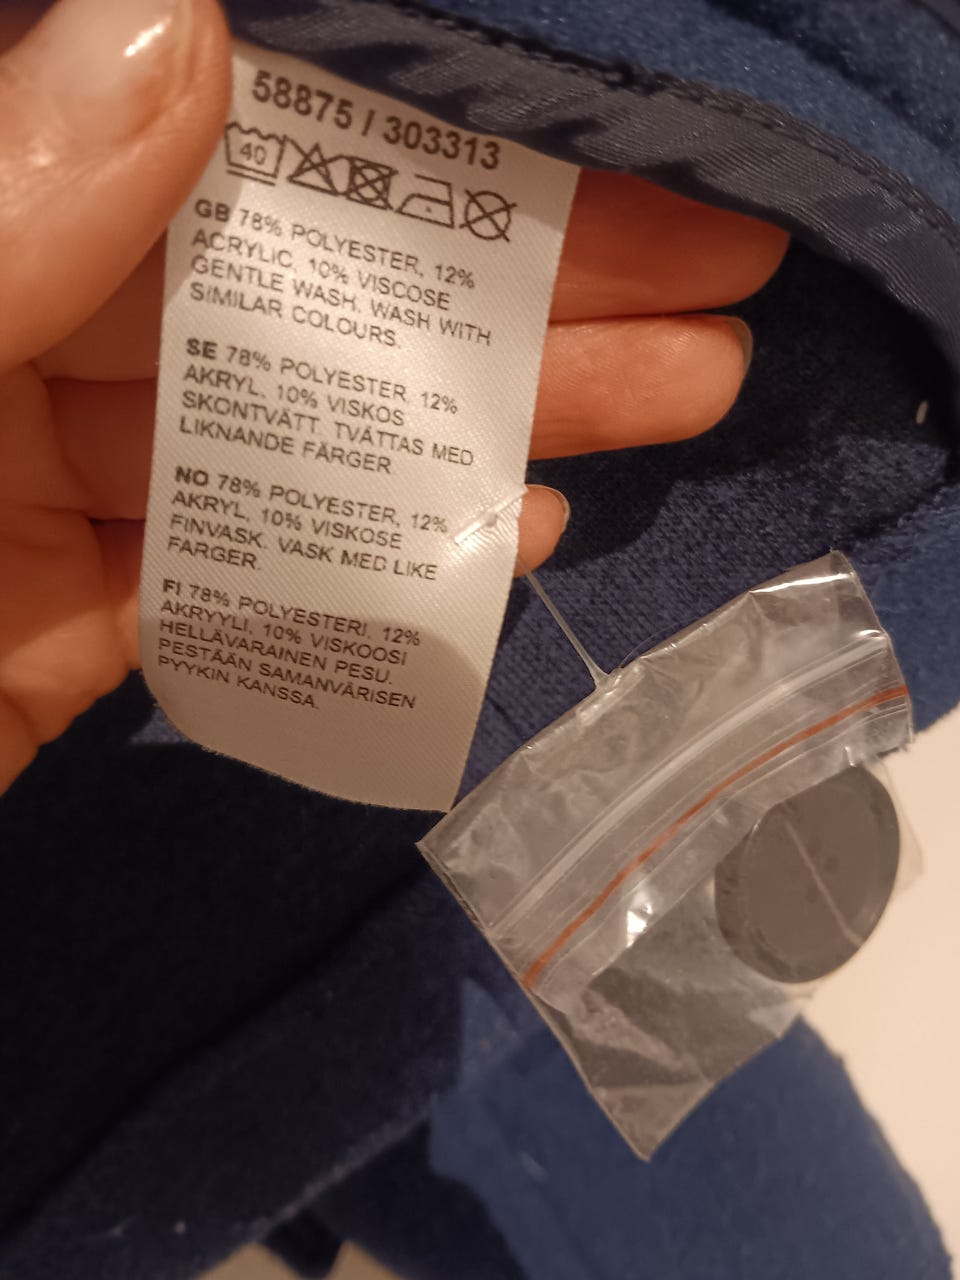 58875 / 303313
40
GB 78% POLYESTER, 12%
ACRYLIC, 10% VISCOSE
GENTLE WASH. WASH WITH
SIMILAR COLOURS.
SE 78% POLYESTER, 12%
AKRYL, 10% VISKOS
SKONTVÄTT. TVÄTTAS MED
LIKNANDE FÄRGER
NO 78% POLYESTER, 12%
AKRYL, 10% VISKOSE
FINVASK. VASK MED LIKE
FARGER.
FI 78% POLYESTERI, 12%
AKRYYLI, 10% VISKOOSI
HELLÄVARAINEN PESU.
PESTÄÄN SAMANVÄRISEN
PYYKIN KANSSA.